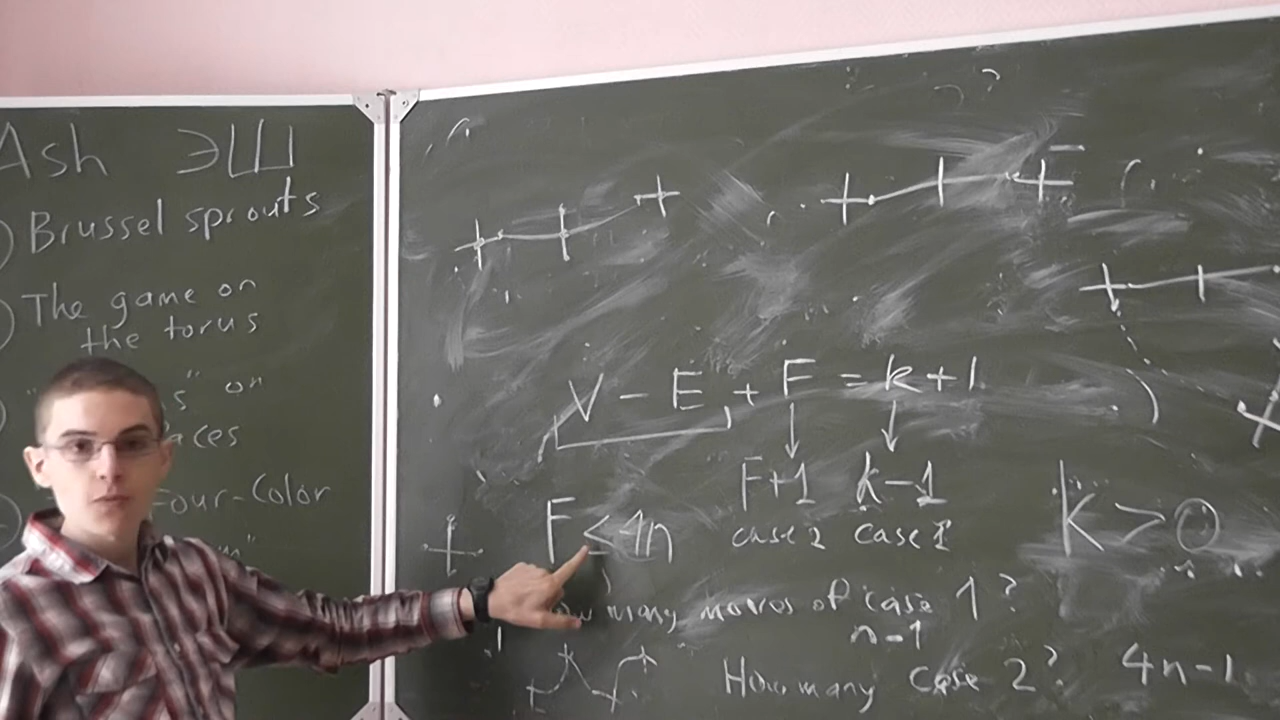 Ash ЭШ
Brussel sprouts
The game on
the torus
" s" on
aces
Four-Color
m"
V - E + F = k + 1
F+1 k-1
case 2 case 1
F ≤ 4n
k > 0
many moves of case 1?
n-1
How many case 2? 4n-1